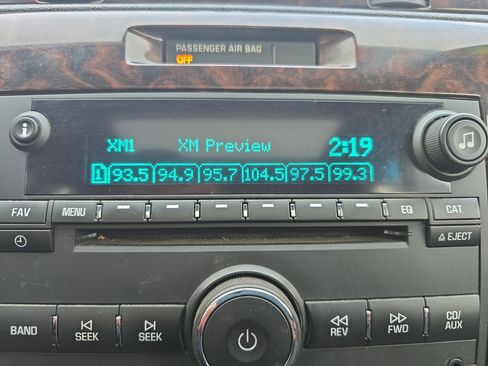 PASSENGER AIR BAG
OFF
XM1 XM Preview 2:19
1 93.5 94.9 95.7 104.5 97.5 99.3
FAV MENU EQ CAT
EJECT
BAND SEEK SEEK REV FWD CD/
AUX